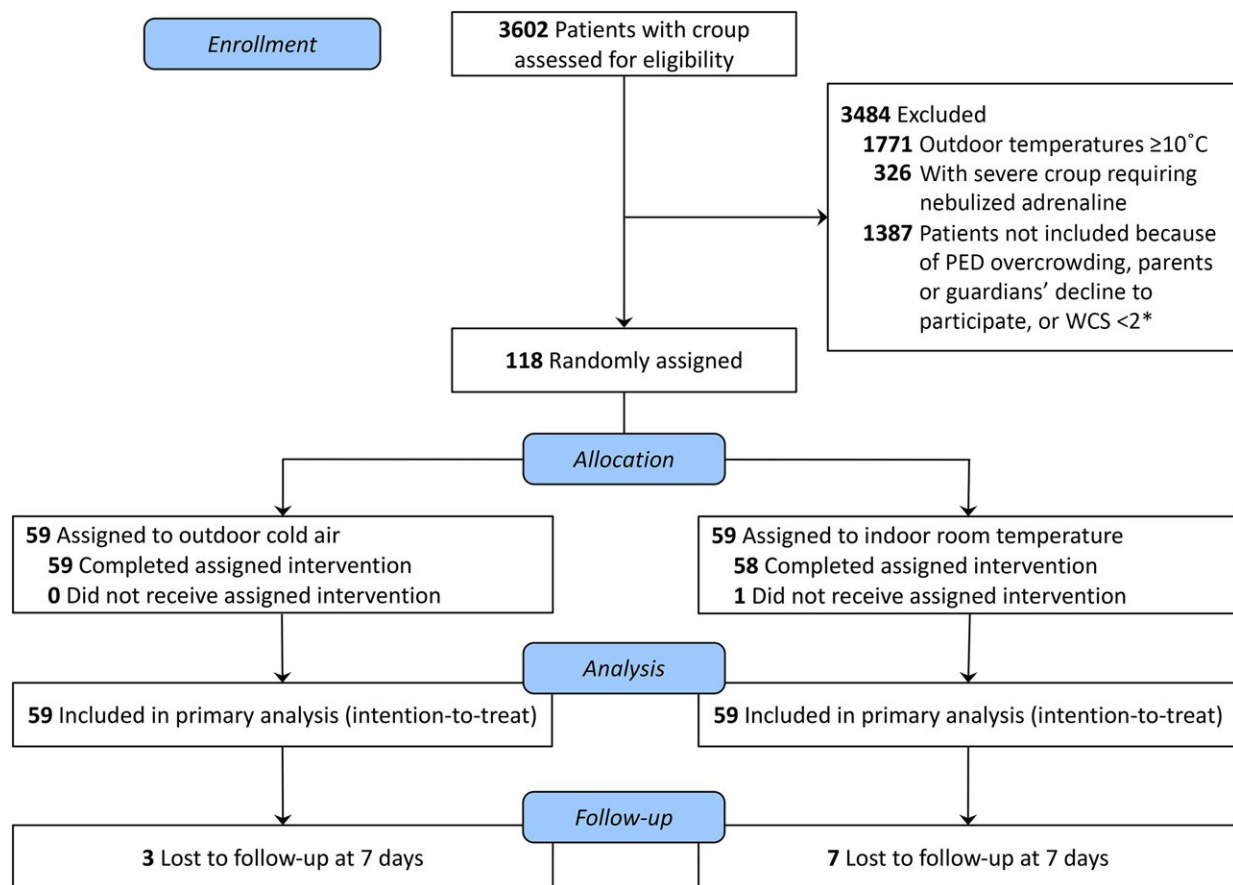 Enrollment
3602 Patients with croup
assessed for eligibility
3484 Excluded
1771 Outdoor temperatures ≥10˚C
326 With severe croup requiring
nebulized adrenaline
1387 Patients not included because
of PED overcrowding, parents
or guardians’ decline to
participate, or WCS <2*
118 Randomly assigned
Allocation
59 Assigned to outdoor cold air
59 Completed assigned intervention
0 Did not receive assigned intervention
59 Assigned to indoor room temperature
58 Completed assigned intervention
1 Did not receive assigned intervention
Analysis
59 Included in primary analysis (intention-to-treat)
59 Included in primary analysis (intention-to-treat)
Follow-up
3 Lost to follow-up at 7 days
7 Lost to follow-up at 7 days